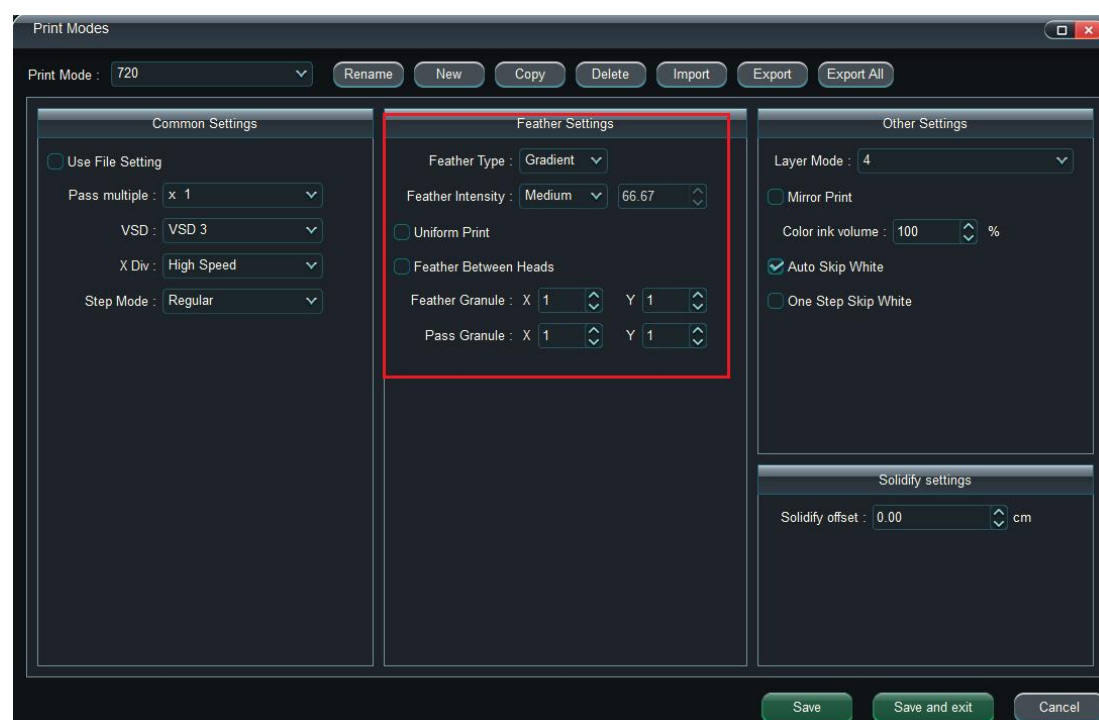 Print Modes
Print Mode : 720 Rename New Copy Delete Import Export Export All
Common Settings
Use File Setting
Pass multiple : x 1
VSD : VSD 3
X Div : High Speed
Step Mode : Regular
Feather Settings
Feather Type : Gradient
Feather Intensity : Medium 66.67
Uniform Print
Feather Between Heads
Feather Granule : X 1 Y 1
Pass Granule : X 1 Y 1
Other Settings
Layer Mode : 4
Mirror Print
Color ink volume : 100 %
Auto Skip White
One Step Skip White
Solidify settings
Solidify offset : 0.00 cm
Save Save and exit Cancel